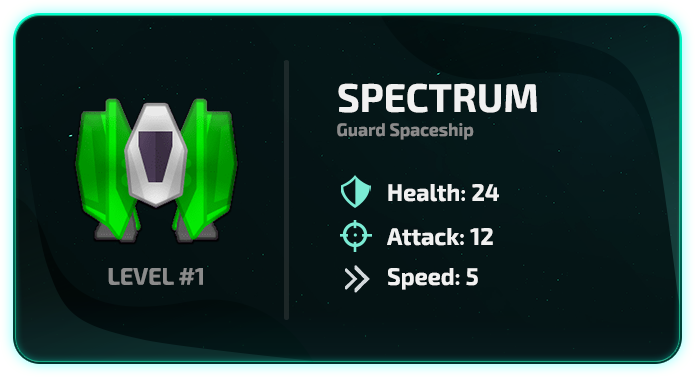 SPECTRUM
Guard Spaceship
Health: 24
Attack: 12
Speed: 5
LEVEL #1